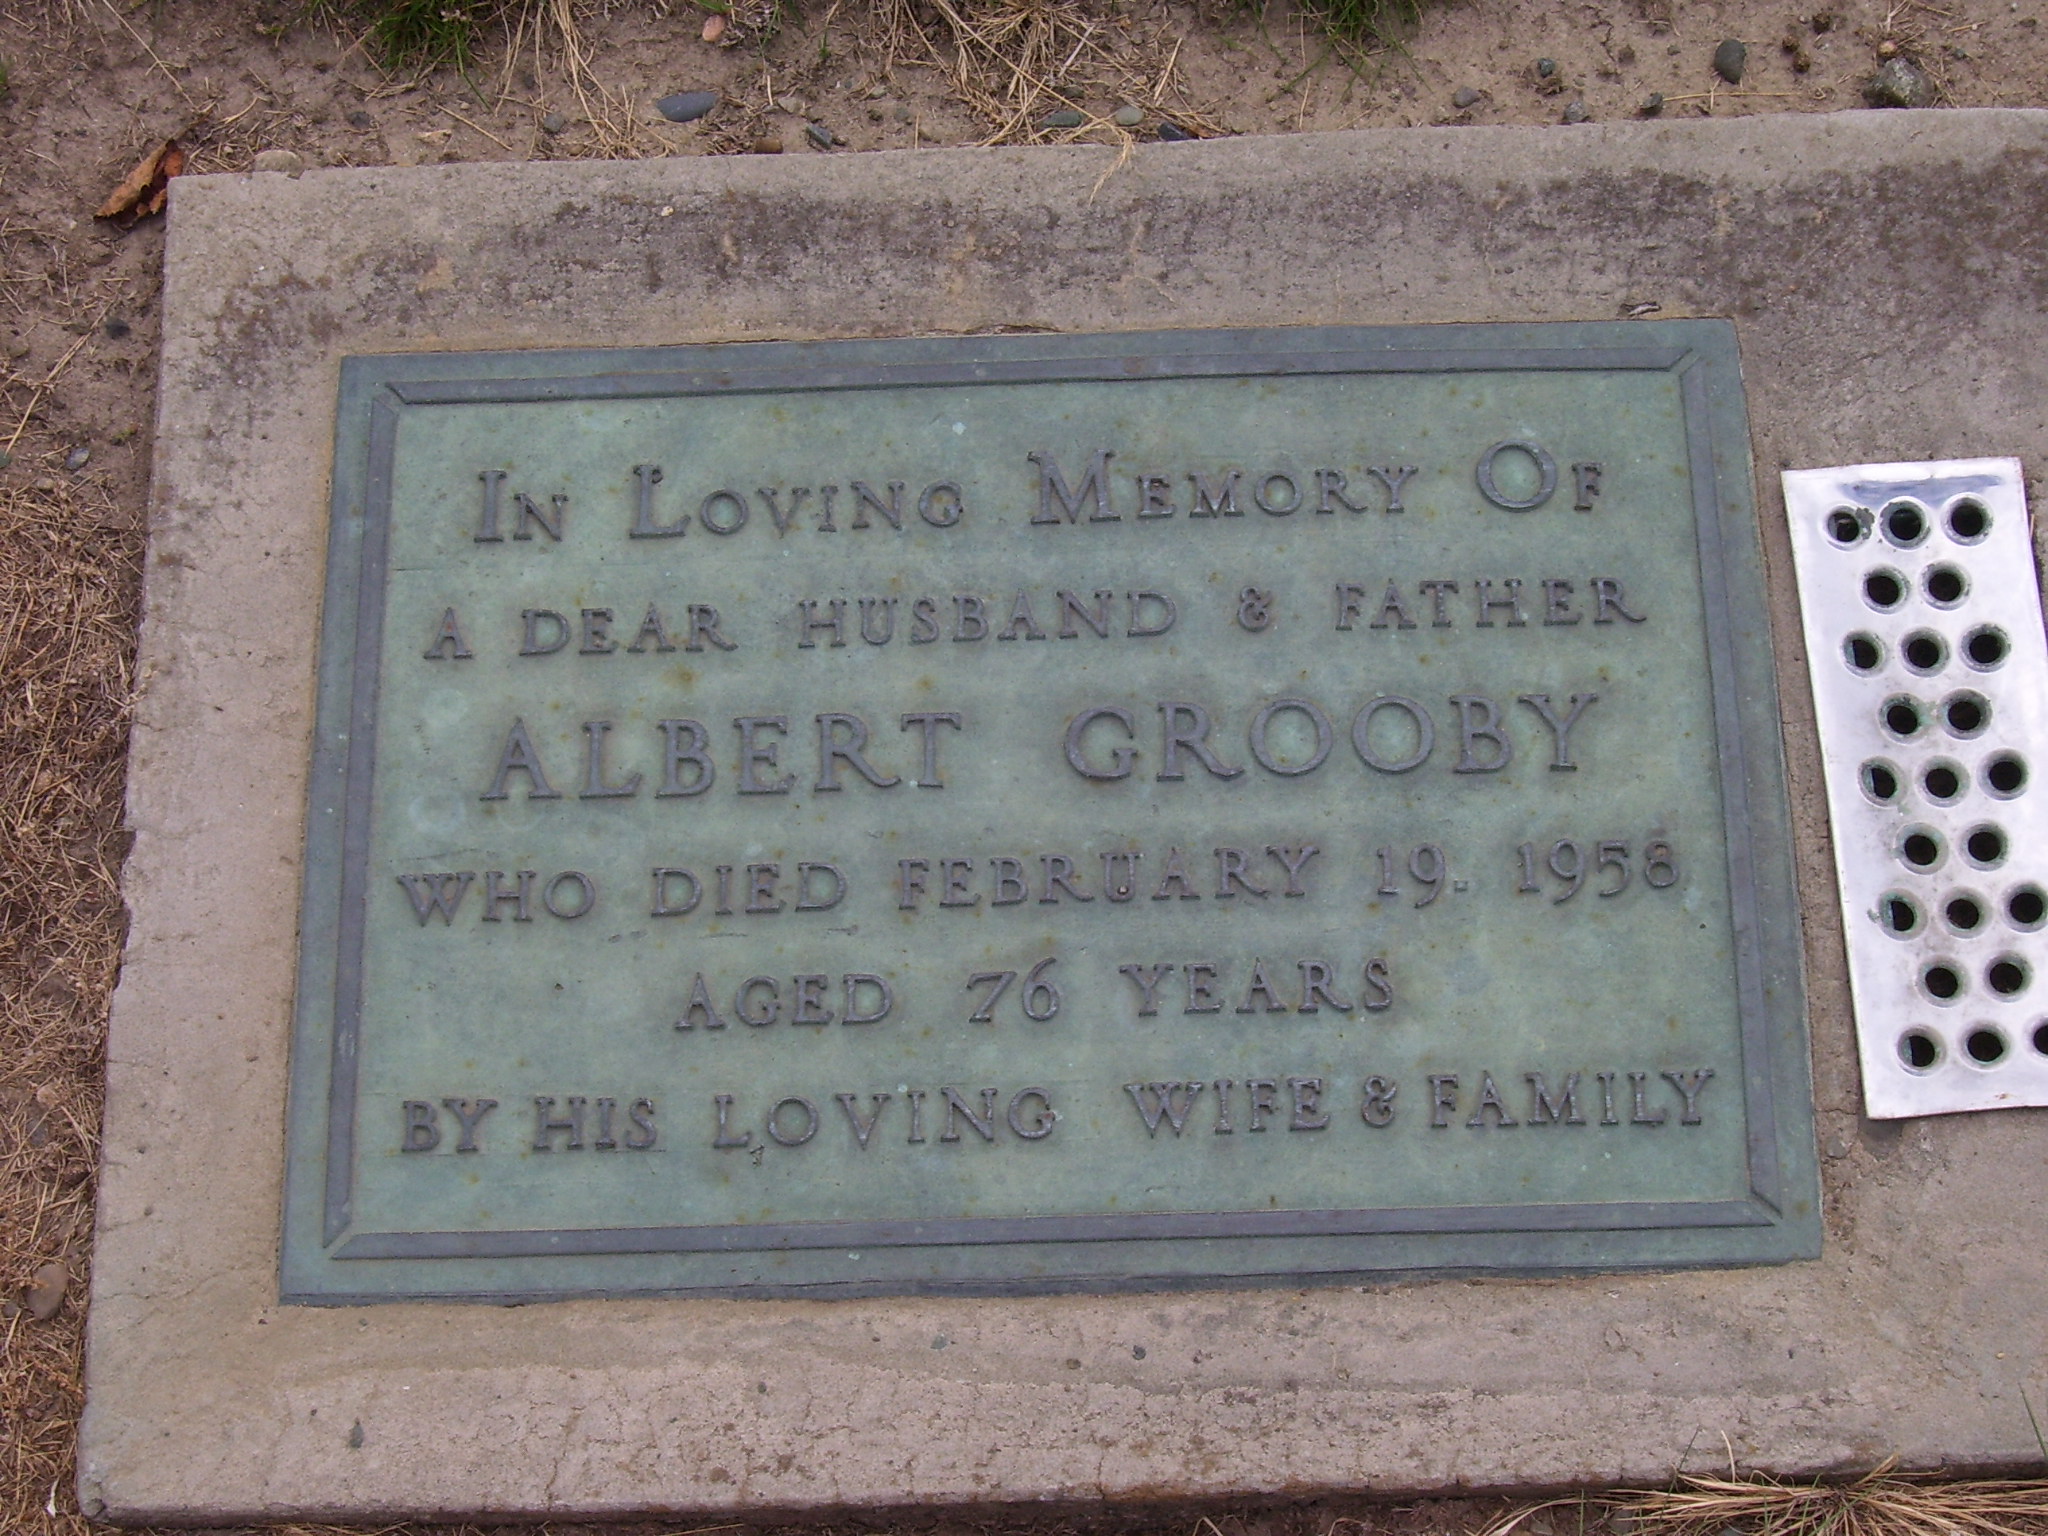 In Loving Memory Of
A DEAR HUSBAND & FATHER
ALBERT GROOBY
WHO DIED FEBRUARY 19. 1958
AGED 76 YEARS
BY HIS LOVING WIFE & FAMILY